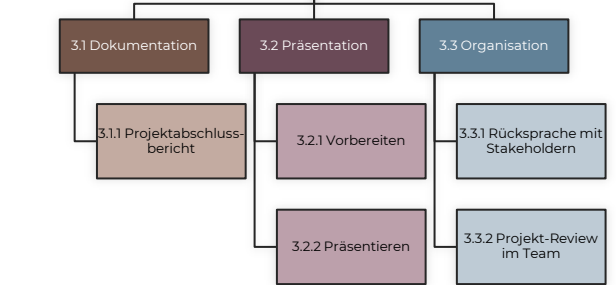 3.1 Dokumentation
3.2 Präsentation
3.3 Organisation
3.1.1 Projektabschluss-
bericht
3.2.1 Vorbereiten
3.3.1 Rücksprache mit
Stakeholdern
3.2.2 Präsentieren
3.3.2 Projekt-Review
im Team